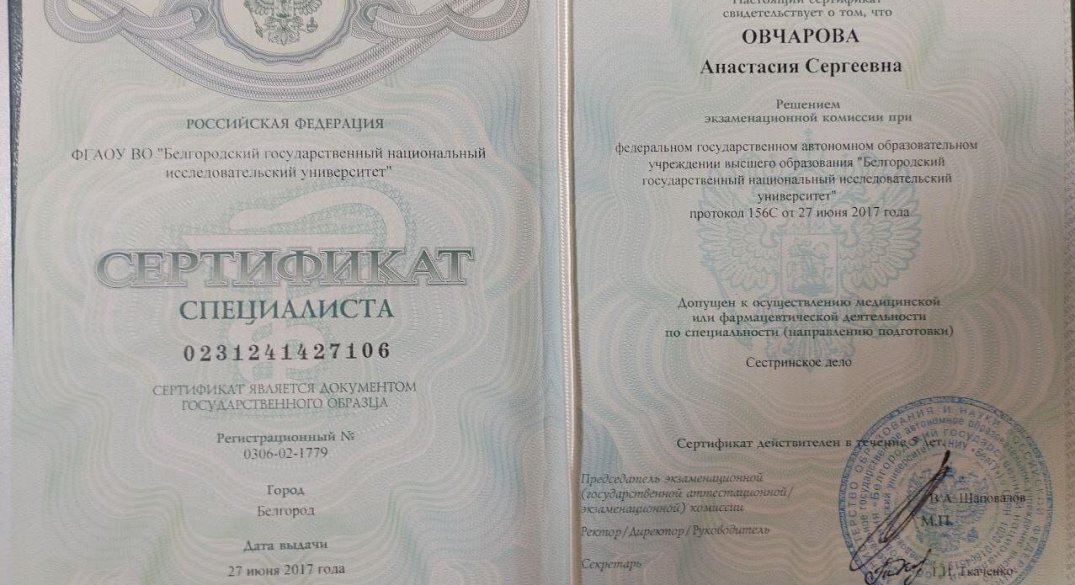 РОССИЙСКАЯ ФЕДЕРАЦИЯ
ФГАОУ ВО "Белгородский государственный национальный
исследовательский университет"
СЕРТИФИКАТ
СПЕЦИАЛИСТА
0231241427106
СЕРТИФИКАТ ЯВЛЯЕТСЯ ДОКУМЕНТОМ
ГОСУДАРСТВЕННОГО ОБРАЗЦА
Регистрационный №
0306-02-1779
Город
Белгород
Дата выдачи
27 июня 2017 года
Настоящий сертификат
свидетельствует о том, что
ОВЧАРОВА
Анастасия Сергеевна
Решением
экзаменационной комиссии при
федеральном государственном автономном образовательном
учреждении высшего образования "Белгородский
государственный национальный исследовательский
университет"
протокол 156С от 27 июня 2017 года
Допущен к осуществлению медицинской
или фармацевтической деятельности
по специальности (направлению подготовки)
Сестринское дело
Сертификат действителен в течение 5 лет.
Председатель экзаменационной
(государственной аттестационной/
экзаменационной) комиссии
В.А. Шаповалов
М.П.
Ректор/Директор/Руководитель
Секретарь
Ткаченко